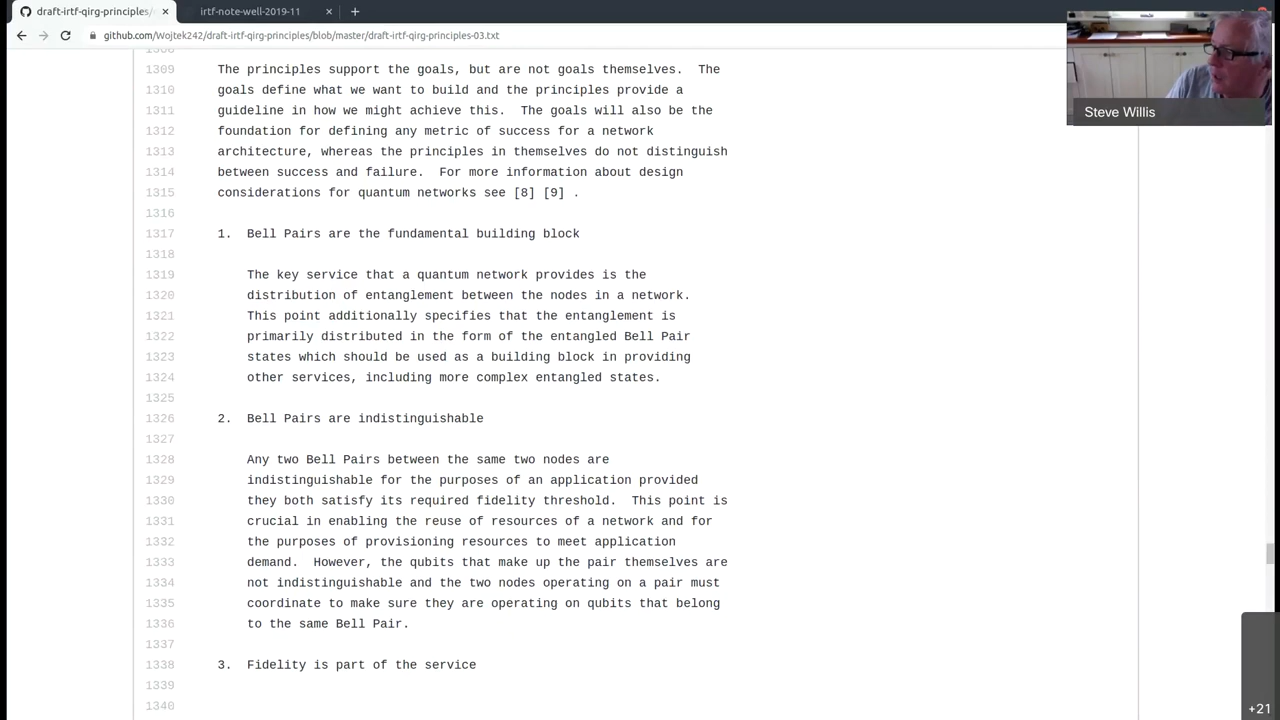 draft-irtf-qirg-principles/
irtf-note-well-2019-11
github.com/Wojtek242/draft-irtf-qirg-principles/blob/master/draft-irtf-qirg-principles-03.txt
Steve Willis
1308
1309 The principles support the goals, but are not goals themselves. The
1310 goals define what we want to build and the principles provide a
1311 guideline in how we might achieve this. The goals will also be the
1312 foundation for defining any metric of success for a network
1313 architecture, whereas the principles in themselves do not distinguish
1314 between success and failure. For more information about design
1315 considerations for quantum networks see [8] [9] .
1316
1317 1. Bell Pairs are the fundamental building block
1318
1319 The key service that a quantum network provides is the
1320 distribution of entanglement between the nodes in a network.
1321 This point additionally specifies that the entanglement is
1322 primarily distributed in the form of the entangled Bell Pair
1323 states which should be used as a building block in providing
1324 other services, including more complex entangled states.
1325
1326 2. Bell Pairs are indistinguishable
1327
1328 Any two Bell Pairs between the same two nodes are
1329 indistinguishable for the purposes of an application provided
1330 they both satisfy its required fidelity threshold. This point is
1331 crucial in enabling the reuse of resources of a network and for
1332 the purposes of provisioning resources to meet application
1333 demand. However, the qubits that make up the pair themselves are
1334 not indistinguishable and the two nodes operating on a pair must
1335 coordinate to make sure they are operating on qubits that belong
1336 to the same Bell Pair.
1337
1338 3. Fidelity is part of the service
1339
1340
+21